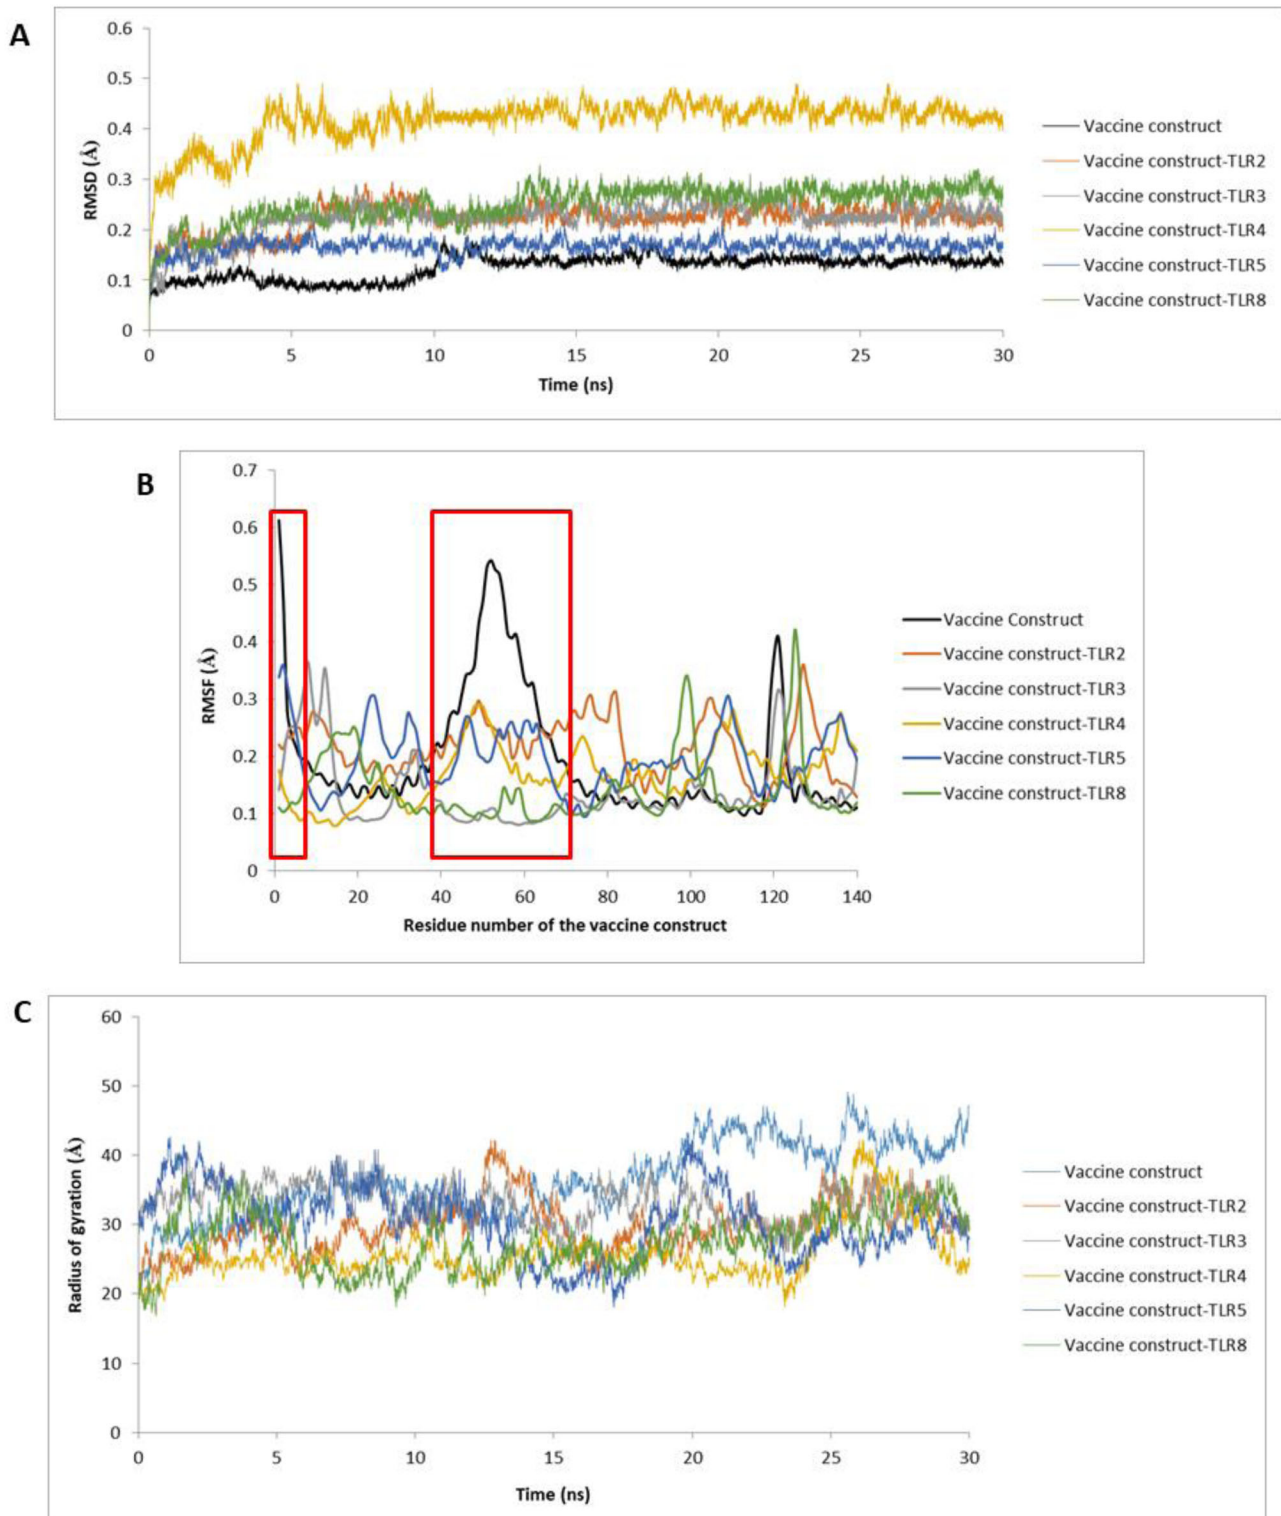 A
0.6
0.5
0.4
0.3
0.2
0.1
0
RMSD (Å)
0 5 10 15 20 25 30
Time (ns)
Vaccine construct
Vaccine construct-TLR2
Vaccine construct-TLR3
Vaccine construct-TLR4
Vaccine construct-TLR5
Vaccine construct-TLR8
B
0.7
0.6
0.5
0.4
0.3
0.2
0.1
0
RMSF (Å)
0 20 40 60 80 100 120 140
Residue number of the vaccine construct
Vaccine Construct
Vaccine construct-TLR2
Vaccine construct-TLR3
Vaccine construct-TLR4
Vaccine construct-TLR5
Vaccine construct-TLR8
C
60
50
40
30
20
10
0
Radius of gyration (Å)
0 5 10 15 20 25 30
Time (ns)
Vaccine construct
Vaccine construct-TLR2
Vaccine construct-TLR3
Vaccine construct-TLR4
Vaccine construct-TLR5
Vaccine construct-TLR8